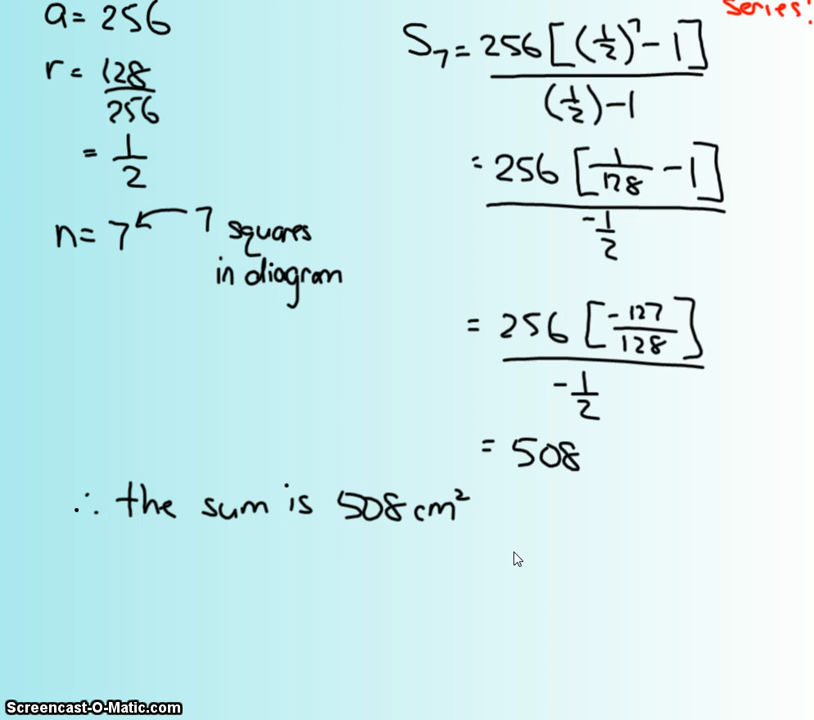 series!
a = 256
r = 128/256
= 1/2
n = 7 ← 7 squares
in diagram
S₇ = 256[(1/2)⁷ - 1] / (1/2) - 1
= 256 [1/128 - 1] / -1/2
= 256 [-127/128] / -1/2
= 508
∴ the sum is 508 cm²
Screencast-O-Matic.com